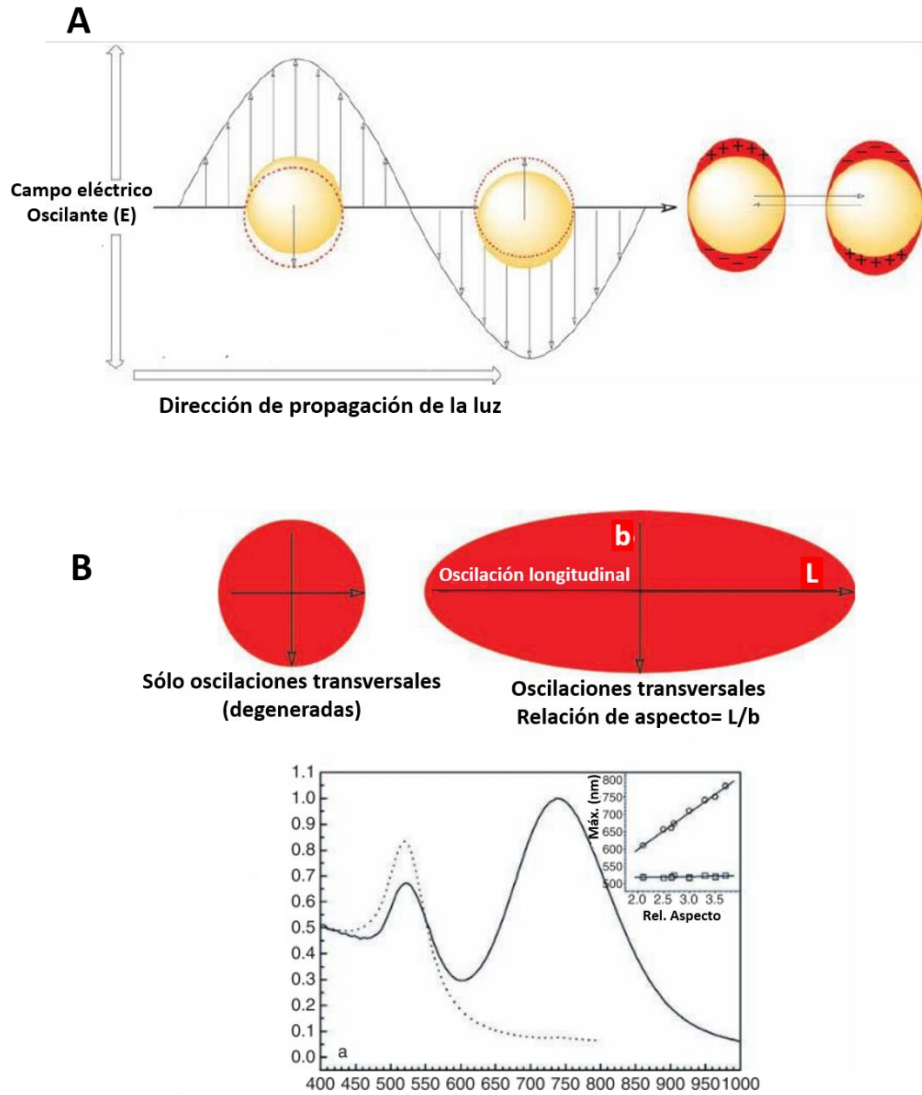 A
Campo eléctrico
Oscilante (E)
+ + + + +
- - - -
- - - -
+ + + + +
Dirección de propagación de la luz
B
b
Oscilación longitudinal
L
Sólo oscilaciones transversales
(degeneradas)
Oscilaciones transversales
Relación de aspecto= L/b
1.1
1.0
0.9
0.8
0.7
0.6
0.5
0.4
0.3
0.2
0.1
0.0
a
400 450 500 550 600 650 700 750 800 850 900 9501000
Máx. (nm)
800
750
700
650
600
550
500
2.0 2.5 3.0 3.5
Rel. Aspecto